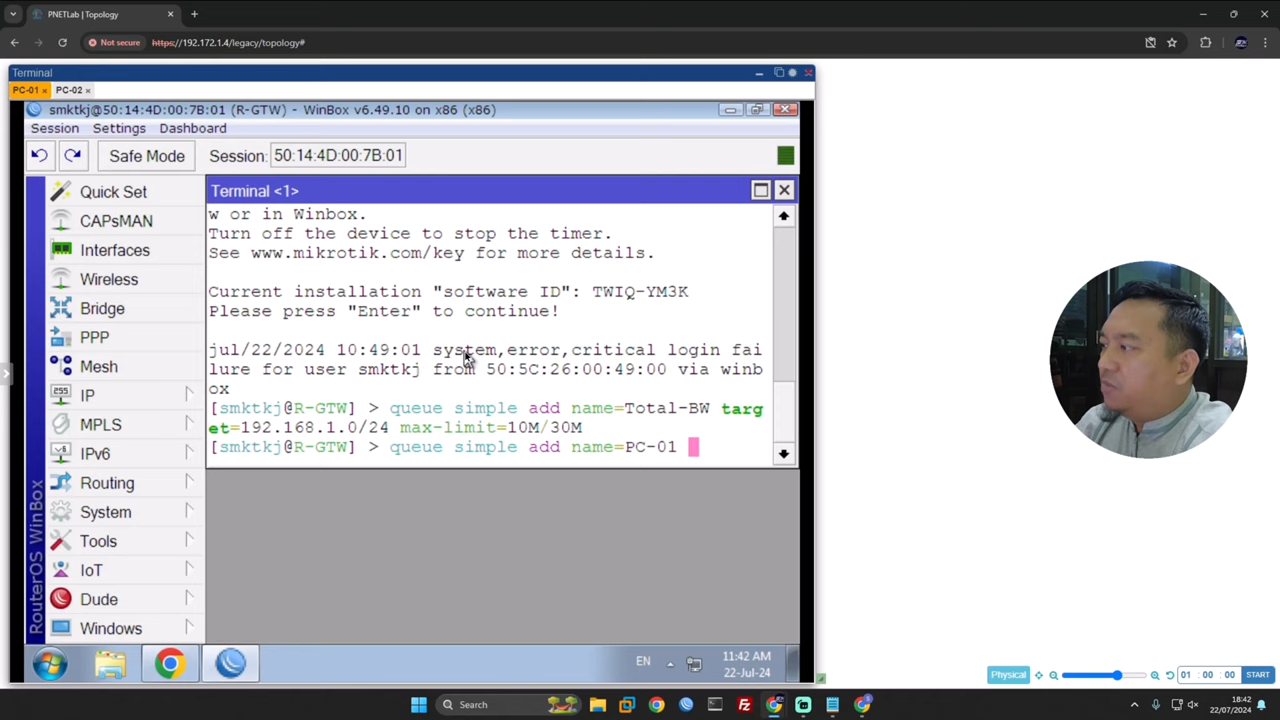 PNETLab | Topology
Not secure
https://192.172.1.4/legacy/topology#
Terminal
PC-01
PC-02
smktkj@50:14:4D:00:7B:01 (R-GTW) - WinBox v6.49.10 on x86 (x86)
Session Settings Dashboard
Safe Mode Session: 50:14:4D:00:7B:01
Quick Set
CAPsMAN
Interfaces
Wireless
Bridge
PPP
Mesh
255
IP
MPLS
v6
IPv6
Routing
System
Tools
IoT
Dude
Windows
RouterOS WinBox
Terminal <1>
w or in Winbox.
Turn off the device to stop the timer.
See www.mikrotik.com/key for more details.
Current installation "software ID": TWIQ-YM3K
Please press "Enter" to continue!
jul/22/2024 10:49:01 system,error,critical login fai
lure for user smktkj from 50:5C:26:00:49:00 via winb
ox
[smktkj@R-GTW] > queue simple add name=Total-BW targ
et=192.168.1.0/24 max-limit=10M/30M
[smktkj@R-GTW] > queue simple add name=PC-01
EN
11:42 AM
22-Jul-24
Physical
01 : 00 : 00
START
Search
18:42
22/07/2024